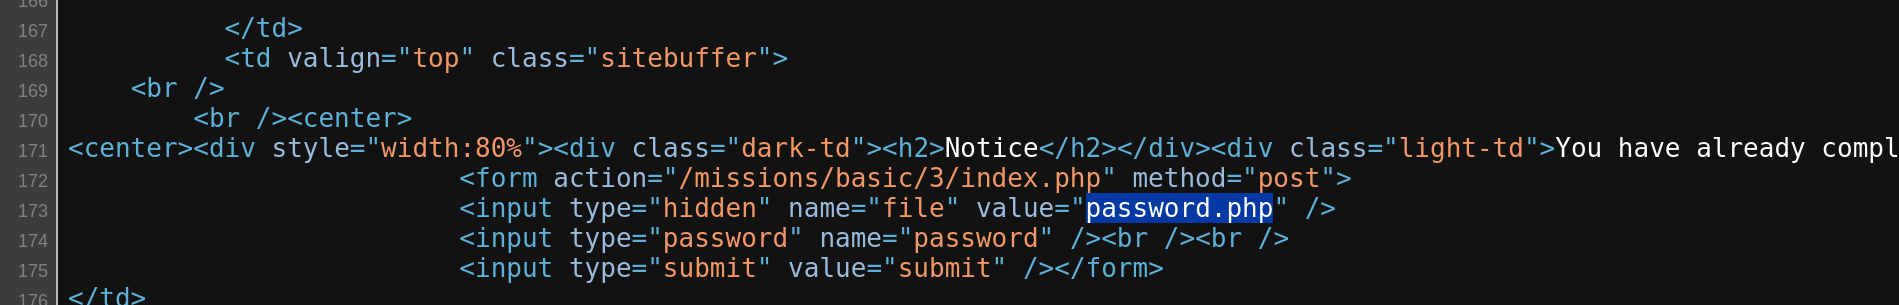 166
167 </td>
168 <td valign="top" class="sitebuffer">
169 <br />
170 <br /><center>
171 <center><div style="width:80%"><div class="dark-td"><h2>Notice</h2></div><div class="light-td">You have already compl
172 <form action="/missions/basic/3/index.php" method="post">
173 <input type="hidden" name="file" value="password.php" />
174 <input type="password" name="password" /><br /><br />
175 <input type="submit" value="submit" /></form>
176 </td>